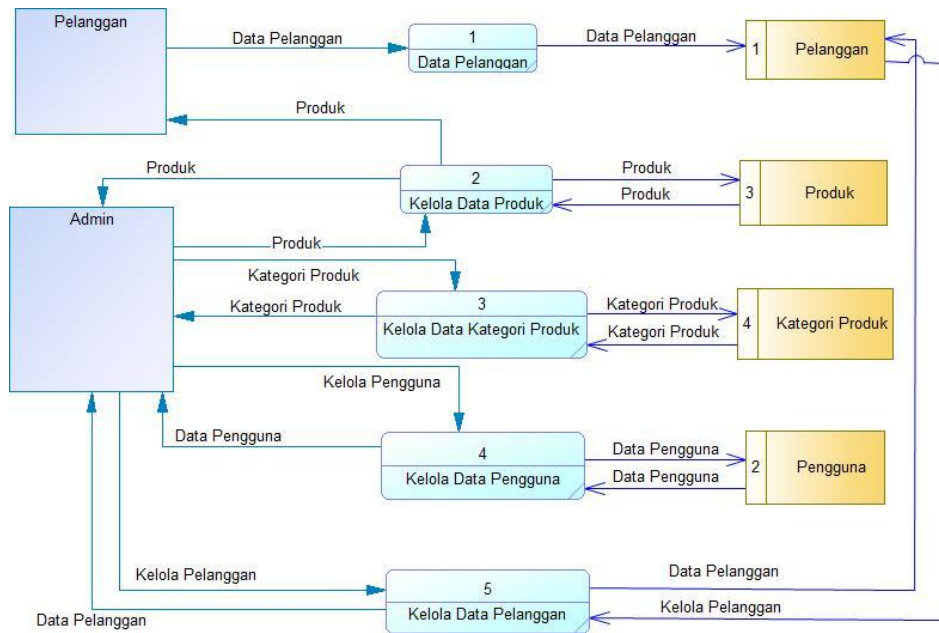 Pelanggan
Data Pelanggan
1
Data Pelanggan
Data Pelanggan
1
Pelanggan
Produk
Produk
2
Kelola Data Produk
Produk
Produk
3
Produk
Admin
Produk
Kategori Produk
Kategori Produk
3
Kelola Data Kategori Produk
Kategori Produk
Kategori Produk
4
Kategori Produk
Kelola Pengguna
Data Pengguna
4
Kelola Data Pengguna
Data Pengguna
Data Pengguna
2
Pengguna
Kelola Pelanggan
Data Pelanggan
5
Kelola Data Pelanggan
Data Pelanggan
Kelola Pelanggan